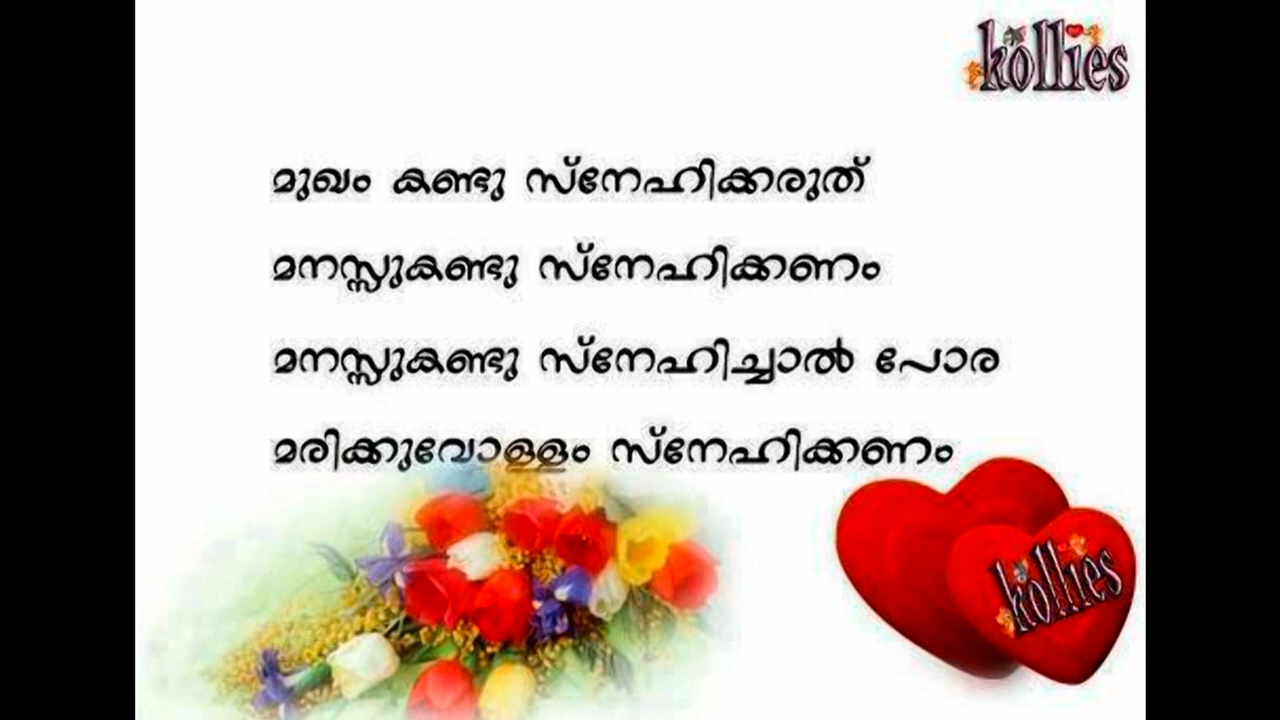 kollies
മുഖം കണ്ടു സ്നേഹിക്കരുത്
മനസ്സുകണ്ടു സ്നേഹിക്കണം
മനസ്സുകണ്ടു സ്നേഹിച്ചാൽ പോര
മരിക്കുവോള്ളം സ്നേഹിക്കണം
kollies